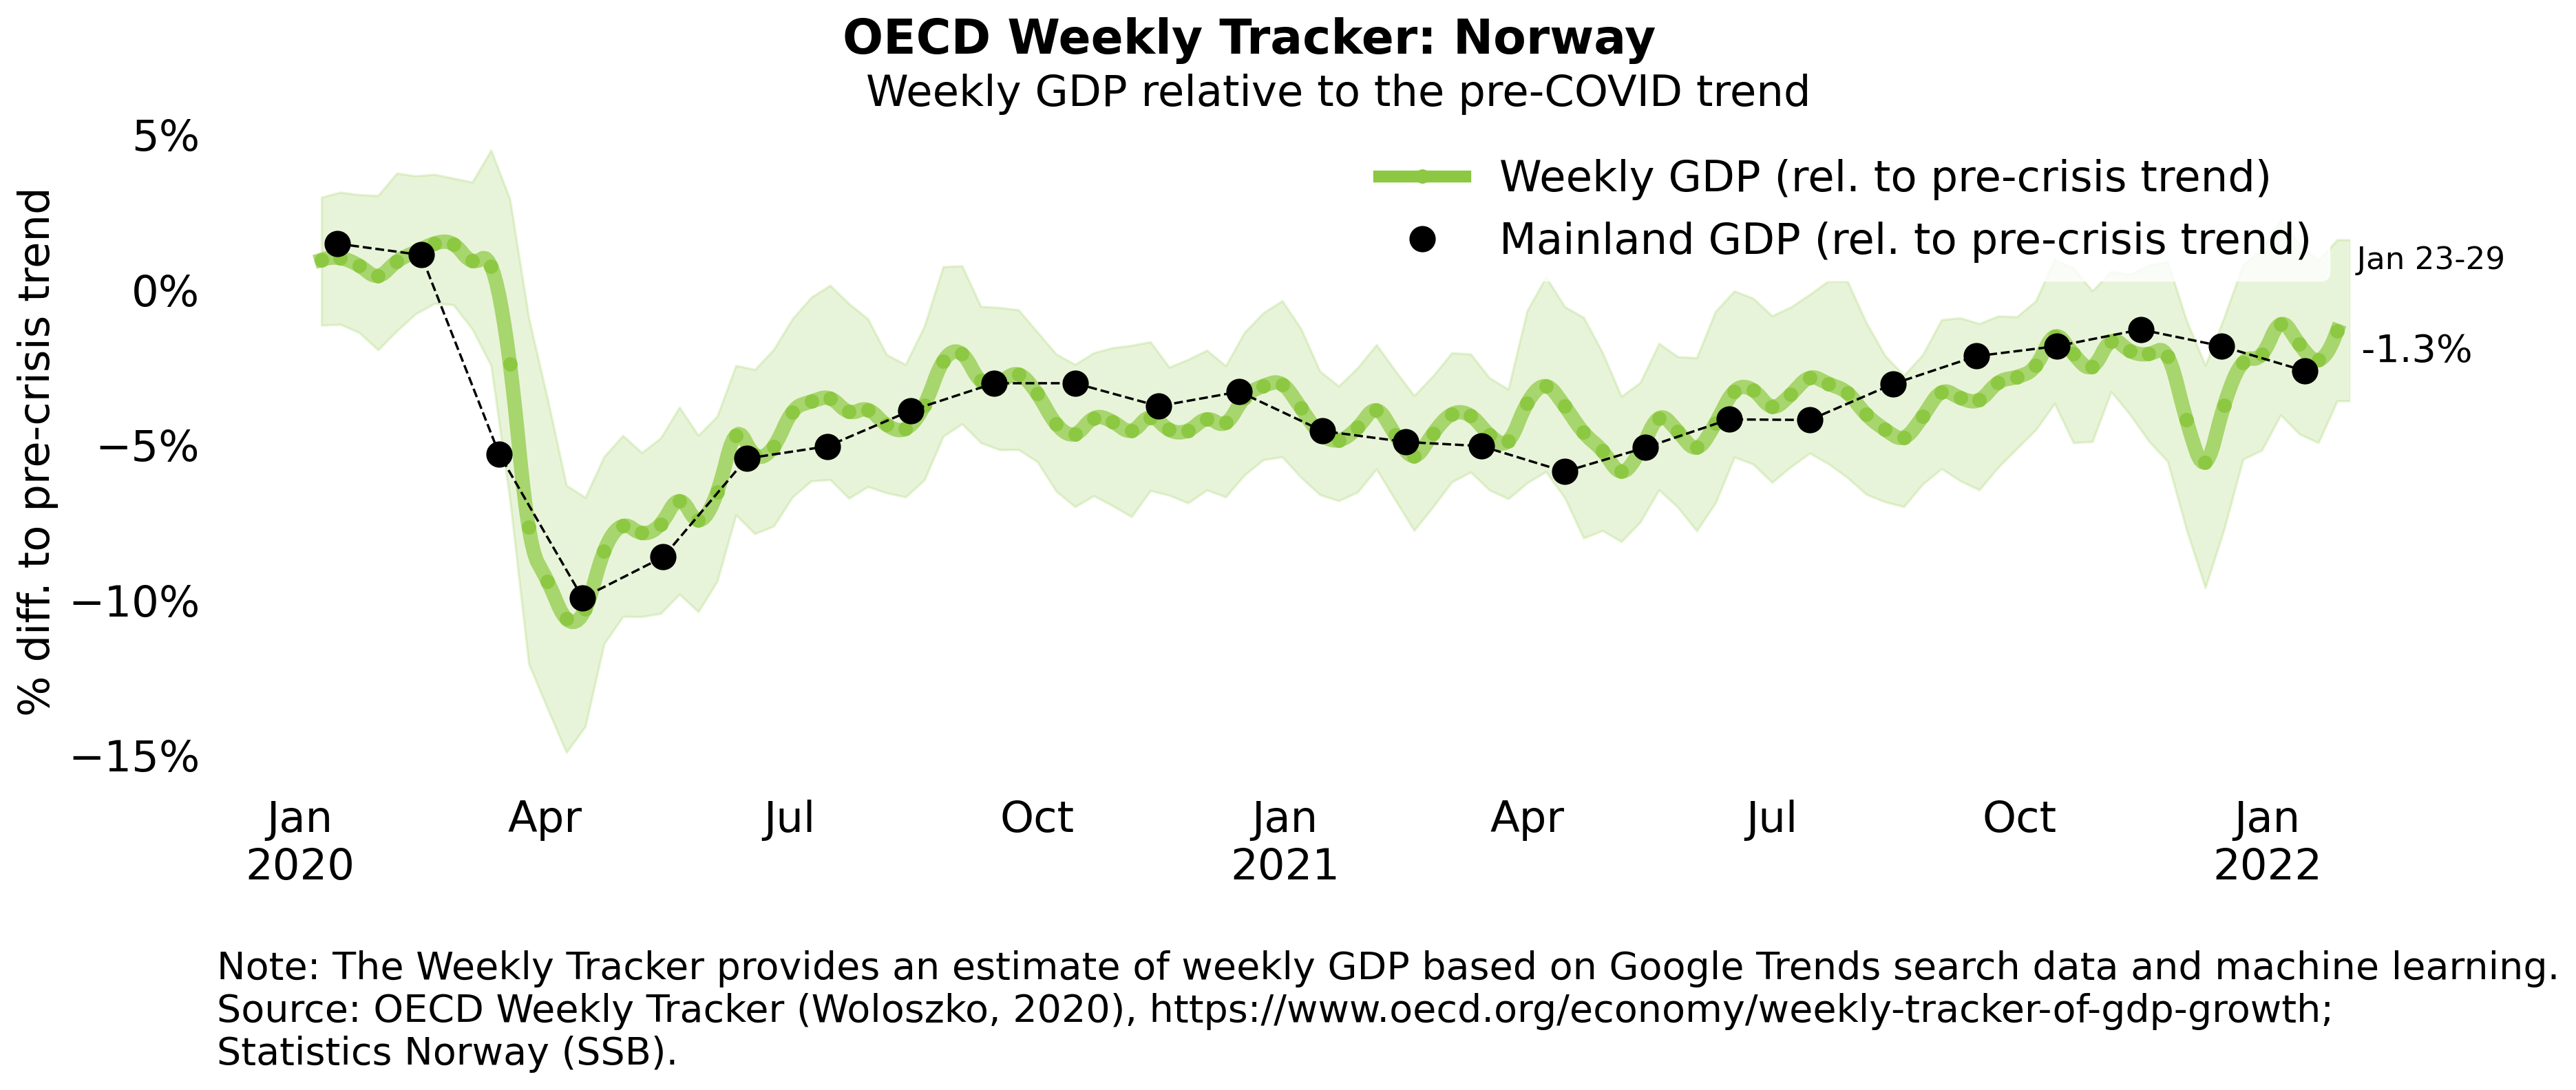 OECD Weekly Tracker: Norway
Weekly GDP relative to the pre-COVID trend
% diff. to pre-crisis trend
5%
0%
−5%
−10%
−15%
Weekly GDP (rel. to pre-crisis trend)
Mainland GDP (rel. to pre-crisis trend)
Jan 23-29
-1.3%
Jan Apr Jul Oct Jan Apr Jul Oct Jan
2020 2021 2022
Note: The Weekly Tracker provides an estimate of weekly GDP based on Google Trends search data and machine learning.
Source: OECD Weekly Tracker (Woloszko, 2020), https://www.oecd.org/economy/weekly-tracker-of-gdp-growth;
Statistics Norway (SSB).